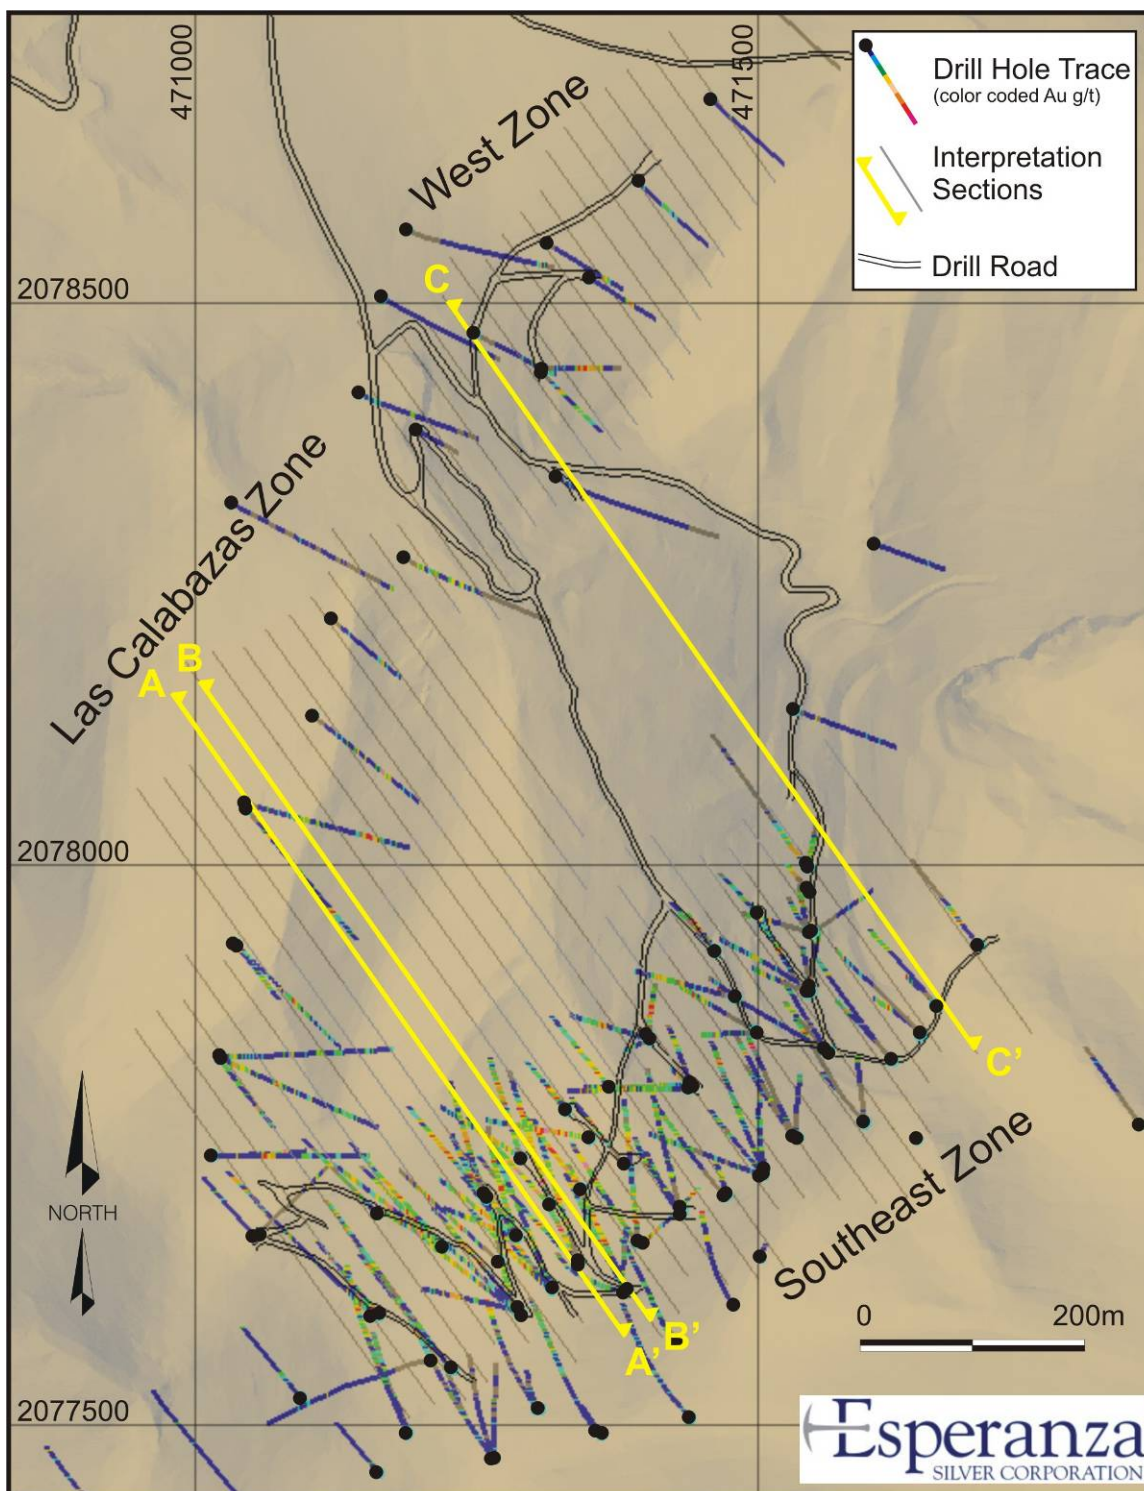 471000
471500
Drill Hole Trace
(color coded Au g/t)
Interpretation
Sections
Drill Road
West Zone
C
2078500
Las Calabazas Zone
B
A
2078000
C’
NORTH
Southeast Zone
0 200m
B’
A’
2077500
Esperanza
SILVER CORPORATION